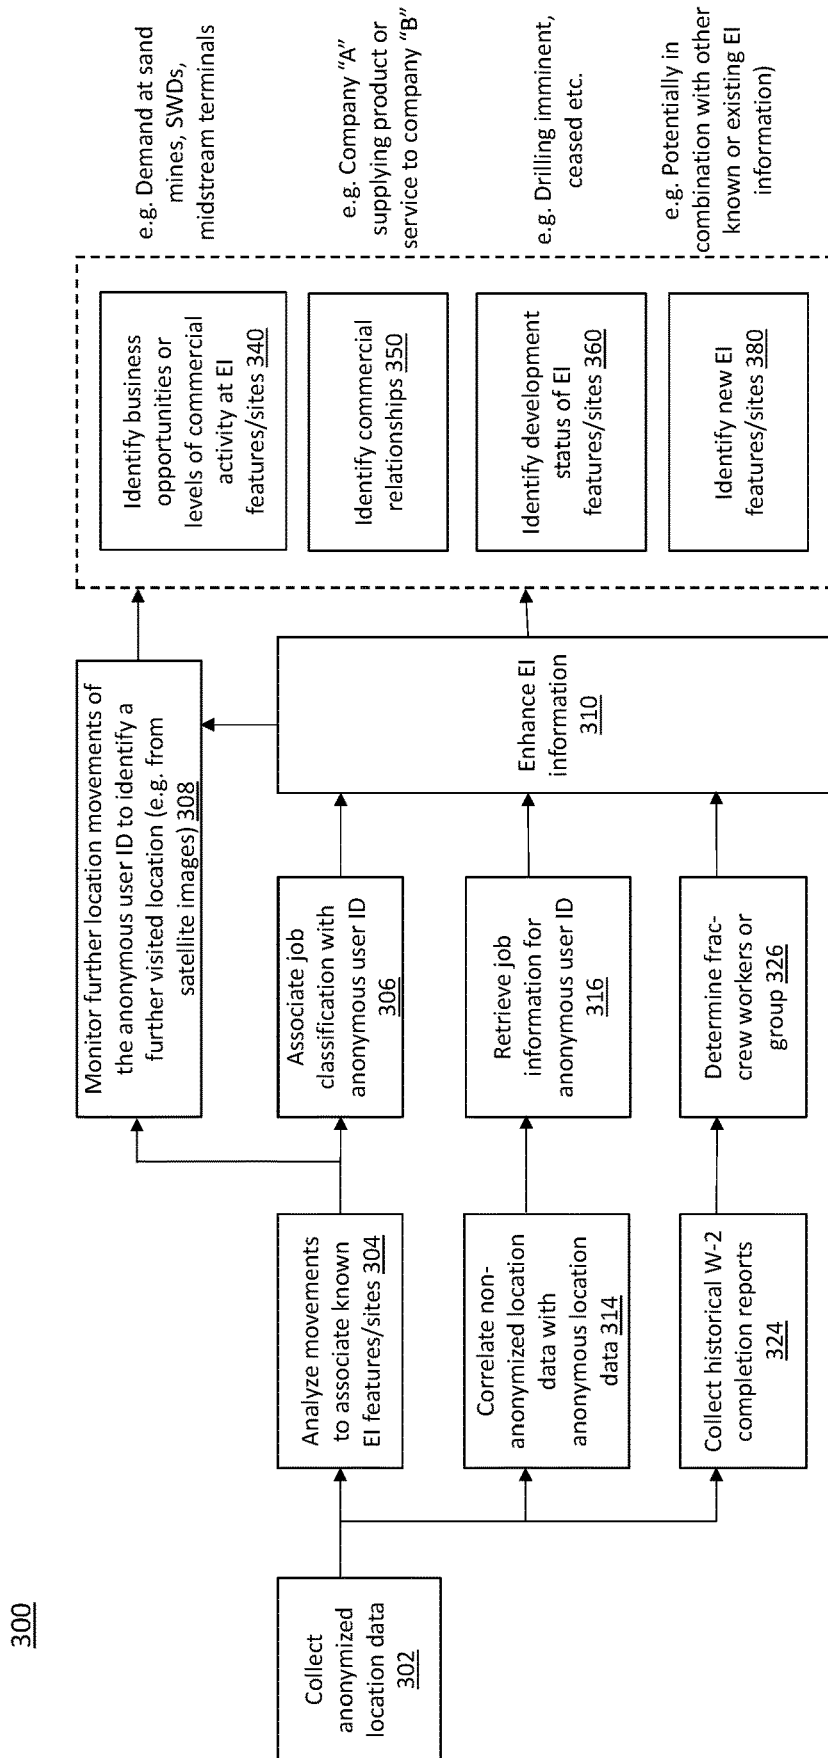 300
Collect
anonymized
location data
302
Analyze movements
to associate known
EI features/sites 304
Correlate non-
anonymized location
data with
anonymous location
data 314
Collect historical W-2
completion reports
324
Monitor further location movements of
the anonymous user ID to identify a
further visited location (e.g. from
satellite images) 308
Associate job
classification with
anonymous user ID
306
Retrieve job
information for
anonymous user ID
316
Determine frac-
crew workers or
group 326
Enhance EI
information
310
Identify business
opportunities or
levels of commercial
activity at EI
features/sites 340
Identify commercial
relationships 350
Identify development
status of EI
features/sites 360
Identify new EI
features/sites 380
e.g. Demand at sand
mines, SWDs,
midstream terminals
e.g. Company “A”
supplying product or
service to company “B”
e.g. Drilling imminent,
ceased etc.
e.g. Potentially in
combination with other
known or existing EI
information)